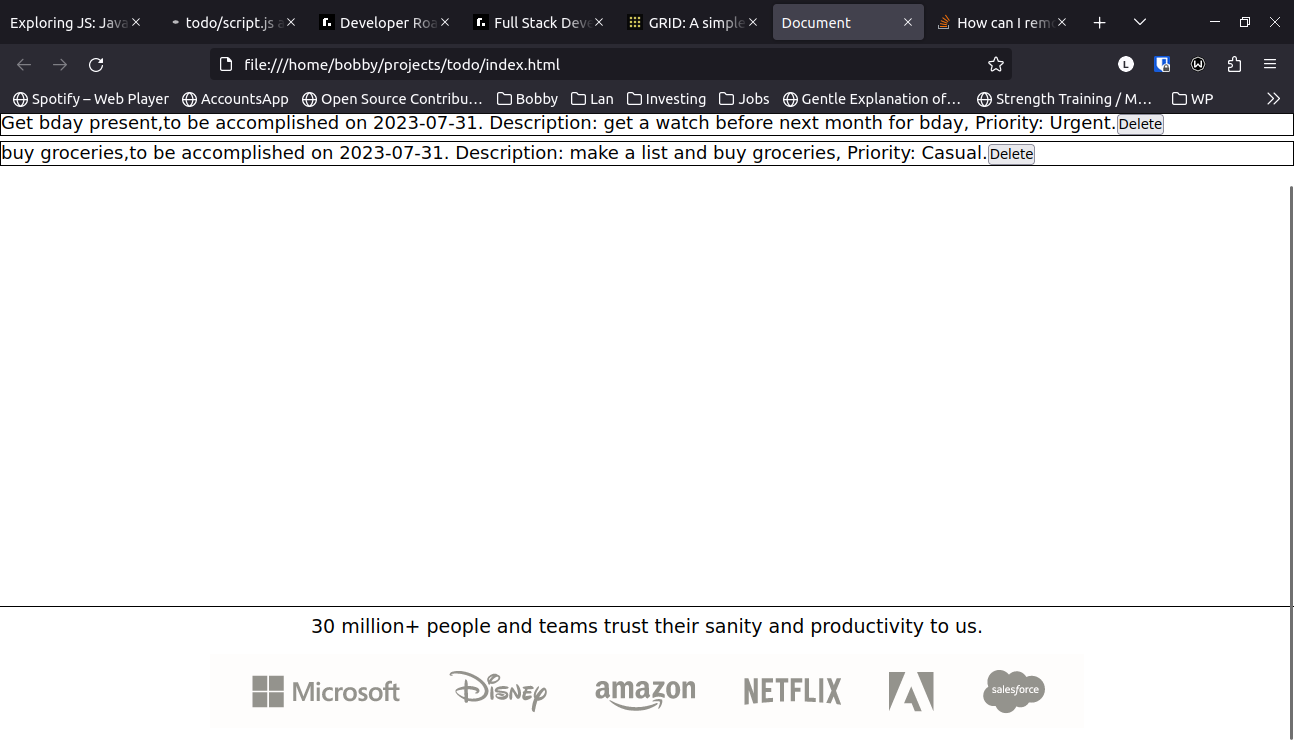 Exploring JS: Java
todo/script.js a
Developer Roa
Full Stack Deve
GRID: A simple
Document
How can I rem
file:///home/bobby/projects/todo/index.html
L
Spotify – Web Player
AccountsApp
Open Source Contribu…
Bobby
Lan
Investing
Jobs
Gentle Explanation of…
Strength Training / M…
WP
Get bday present,to be accomplished on 2023-07-31. Description: get a watch before next month for bday, Priority: Urgent.Delete
buy groceries,to be accomplished on 2023-07-31. Description: make a list and buy groceries, Priority: Casual.Delete
30 million+ people and teams trust their sanity and productivity to us.
Microsoft Disney amazon NETFLIX salesforce